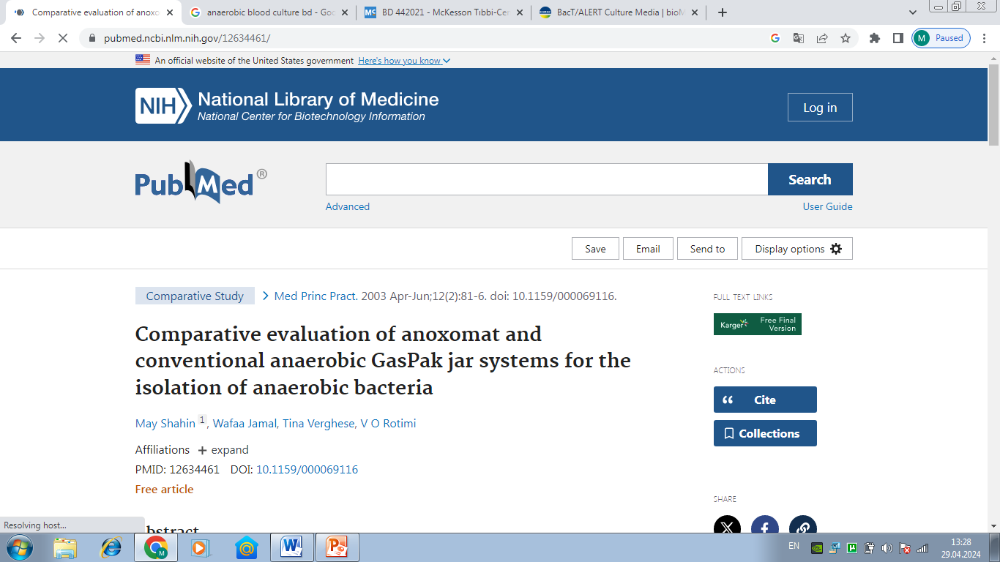 Comparative evaluation of anoxom
anaerobic blood culture bd - Goo
BD 442021 - McKesson Tıbbi-Cer
BacT/ALERT Culture Media | bioM
pubmed.ncbi.nlm.nih.gov/12634461/
M Paused
An official website of the United States government Here's how you know
NIH National Library of Medicine
National Center for Biotechnology Information
Log in
PubMed®
Search
Advanced
User Guide
Save Email Send to Display options
Comparative Study Med Princ Pract. 2003 Apr-Jun;12(2):81-6. doi: 10.1159/000069116.
Comparative evaluation of anoxomat and
conventional anaerobic GasPak jar systems for the
isolation of anaerobic bacteria
May Shahin 1, Wafaa Jamal, Tina Verghese, V O Rotimi
Affiliations + expand
PMID: 12634461 DOI: 10.1159/000069116
Free article
Abstract
FULL TEXT LINKS
Karger Free Final
Version
ACTIONS
Cite
Collections
SHARE
Resolving host...
EN
13:28
29.04.2024